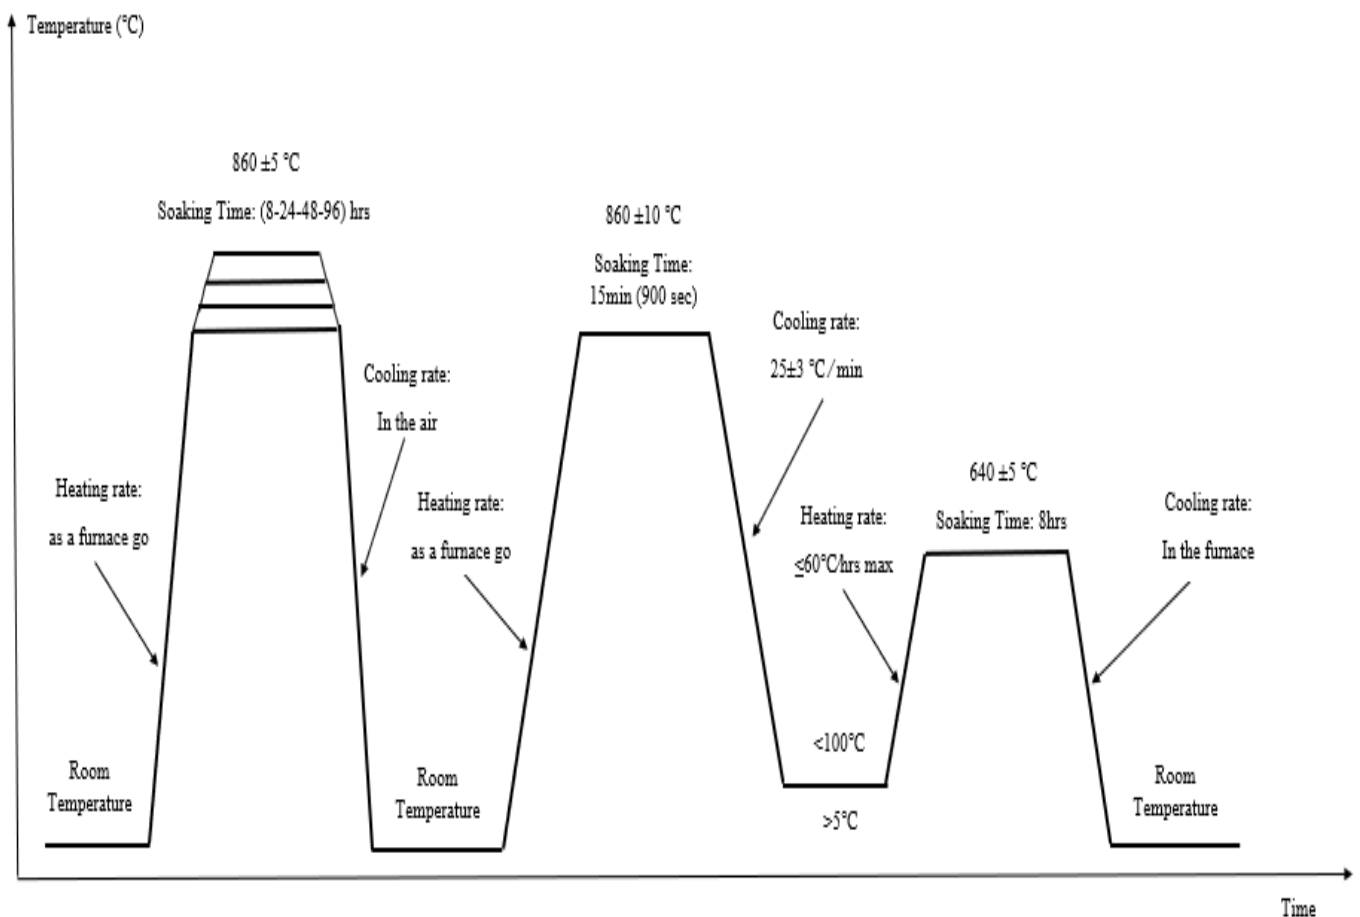 Temperature (℃)
860 ±5 ℃
Soaking Time: (8-24-48-96) hrs
860 ±10 ℃
Soaking Time:
15min (900 sec)
Cooling rate:
25±3 ℃/min
Cooling rate:
In the air
Heating rate:
as a furnace go
Heating rate:
as a furnace go
Heating rate:
≤60℃/hrs max
640 ±5 ℃
Soaking Time: 8hrs
Cooling rate:
In the furnace
Room
Temperature
Room
Temperature
<100℃
>5℃
Room
Temperature
Time